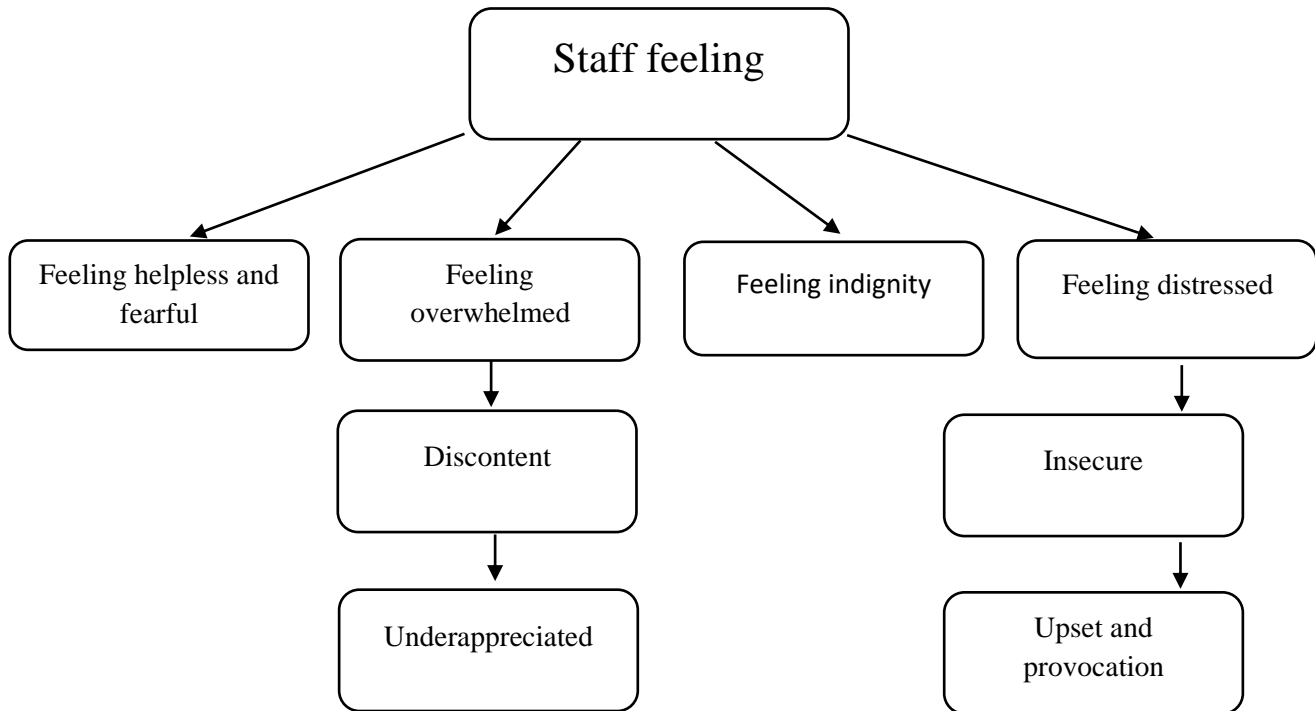 Staff feeling
Feeling helpless and
fearful
Feeling
overwhelmed
Feeling indignity
Feeling distressed
Discontent
Insecure
Underappreciated
Upset and
provocation